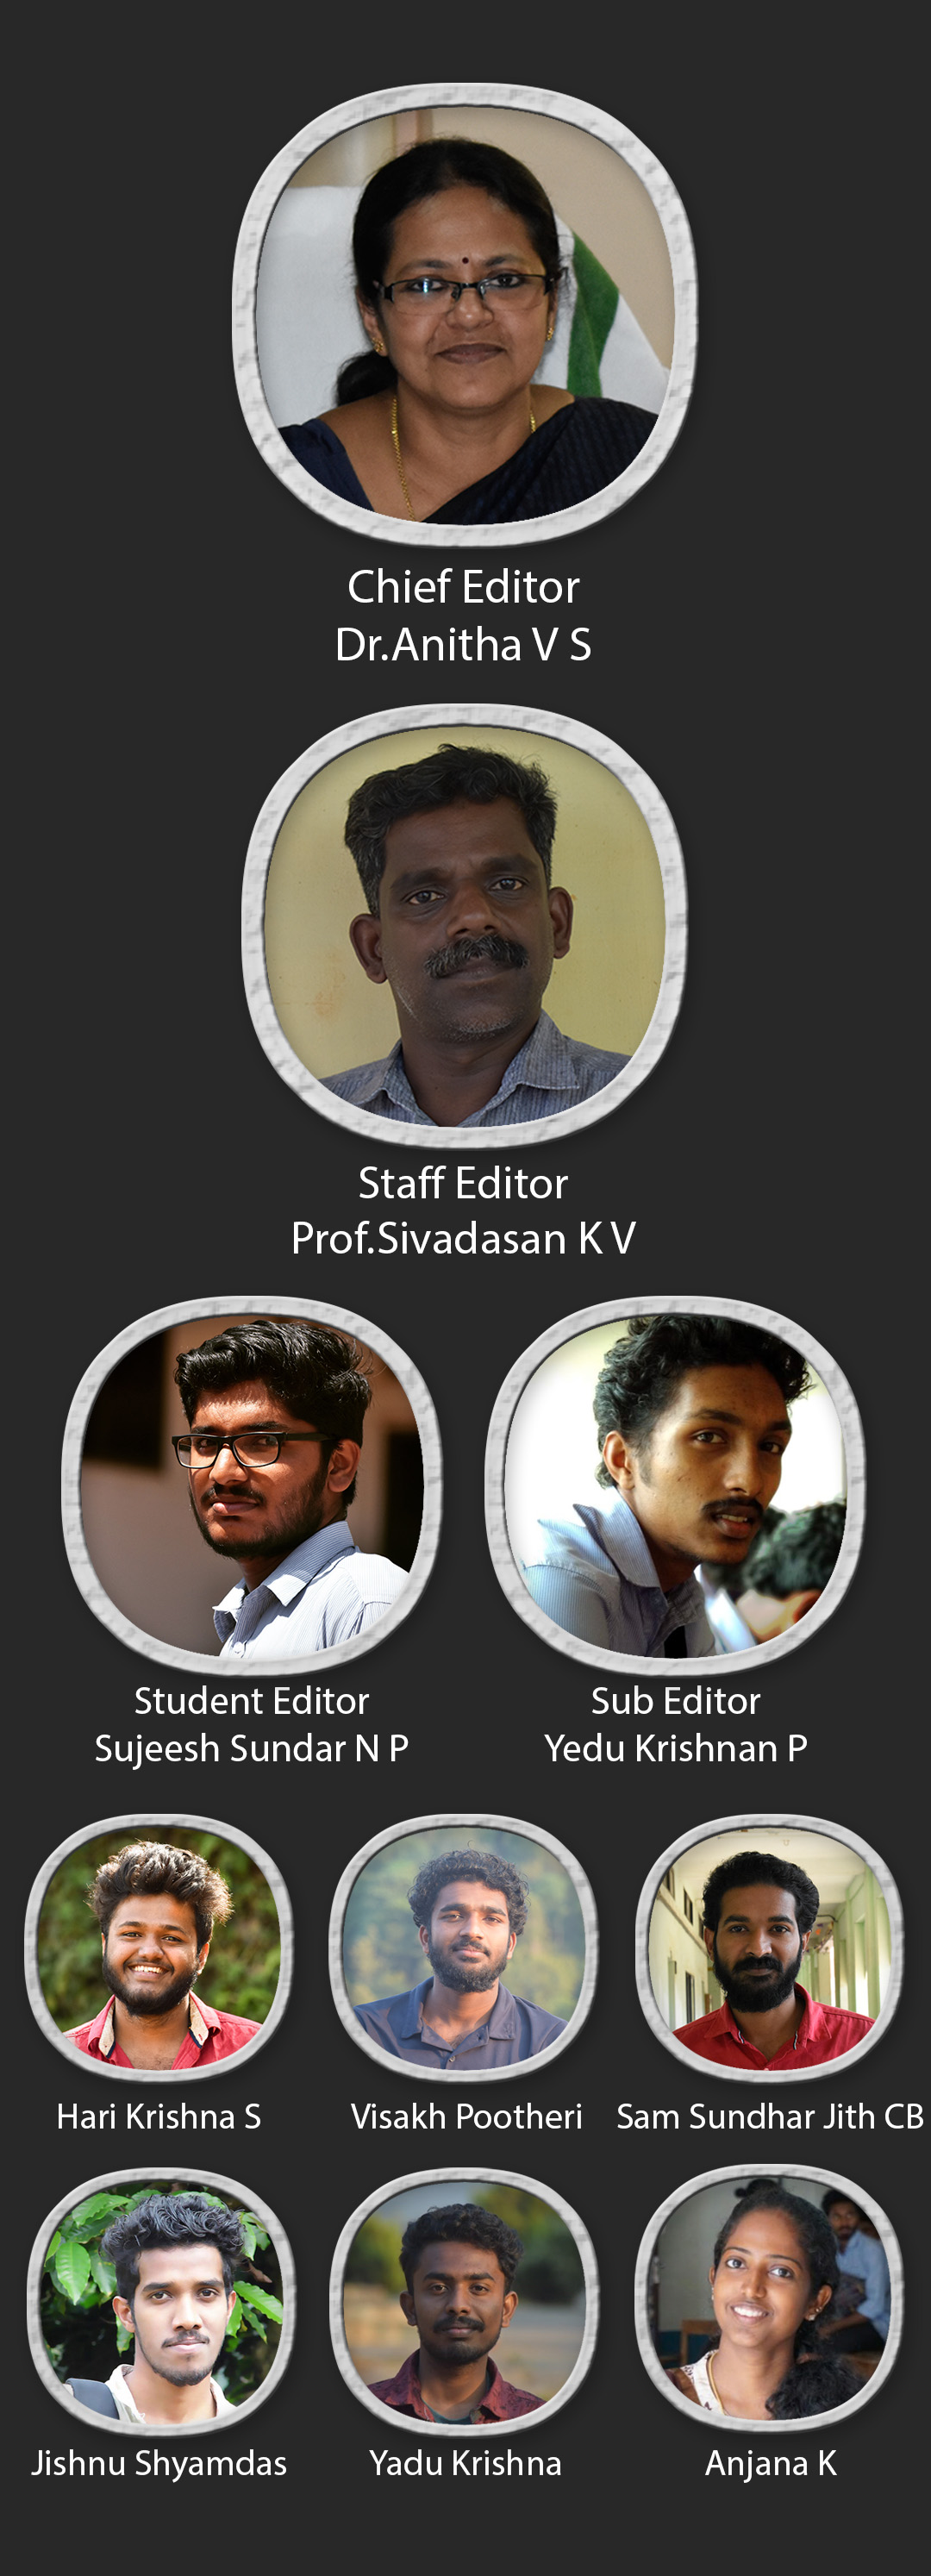 Chief Editor
Dr.Anitha V S
Staff Editor
Prof.Sivadasan K V
Student Editor
Sujeesh Sundar N P
Sub Editor
Yedu Krishnan P
Hari Krishna S
Visakh Pootheri
Sam Sundhar Jith CB
Jishnu Shyamdas
Yadu Krishna
Anjana K